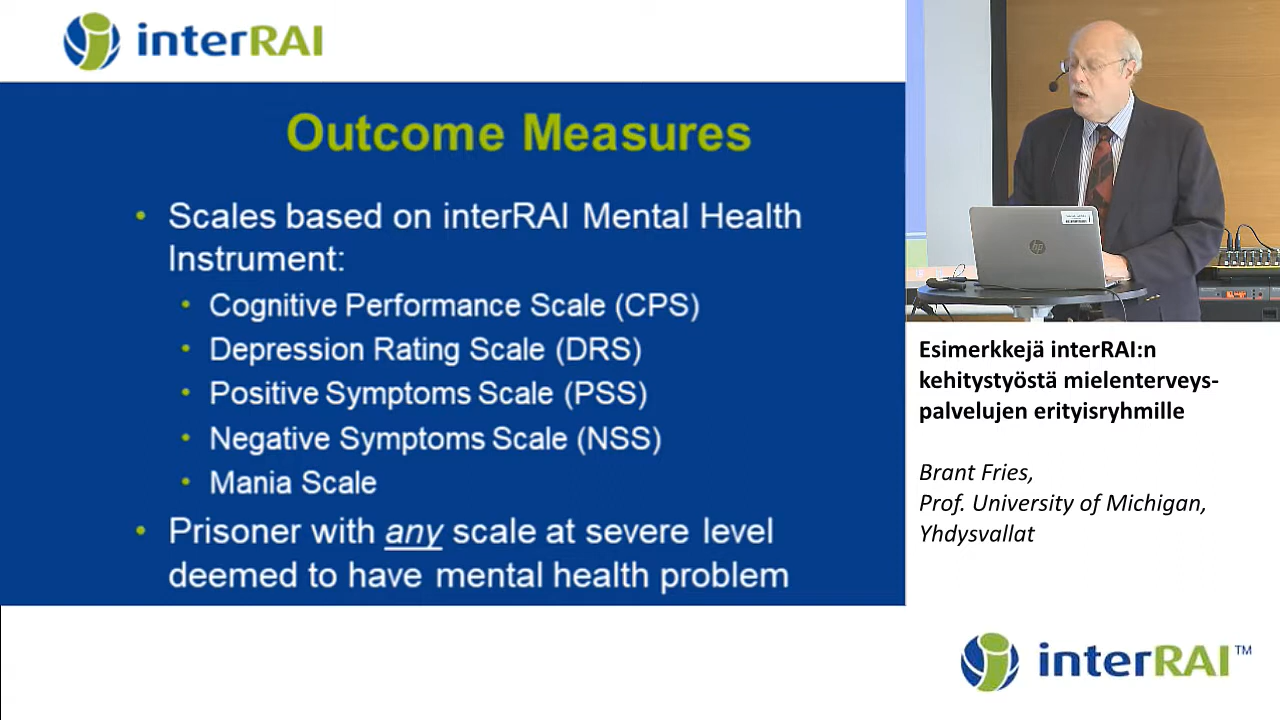 interRAI
Outcome Measures
• Scales based on interRAI Mental Health
Instrument:
• Cognitive Performance Scale (CPS)
• Depression Rating Scale (DRS)
• Positive Symptoms Scale (PSS)
• Negative Symptoms Scale (NSS)
• Mania Scale
• Prisoner with any scale at severe level
deemed to have mental health problem
hp
Esimerkkejä interRAI:n
kehitystyöstä mielenterveys-
palvelujen erityisryhmille
Brant Fries,
Prof. University of Michigan,
Yhdysvallat
interRAI™